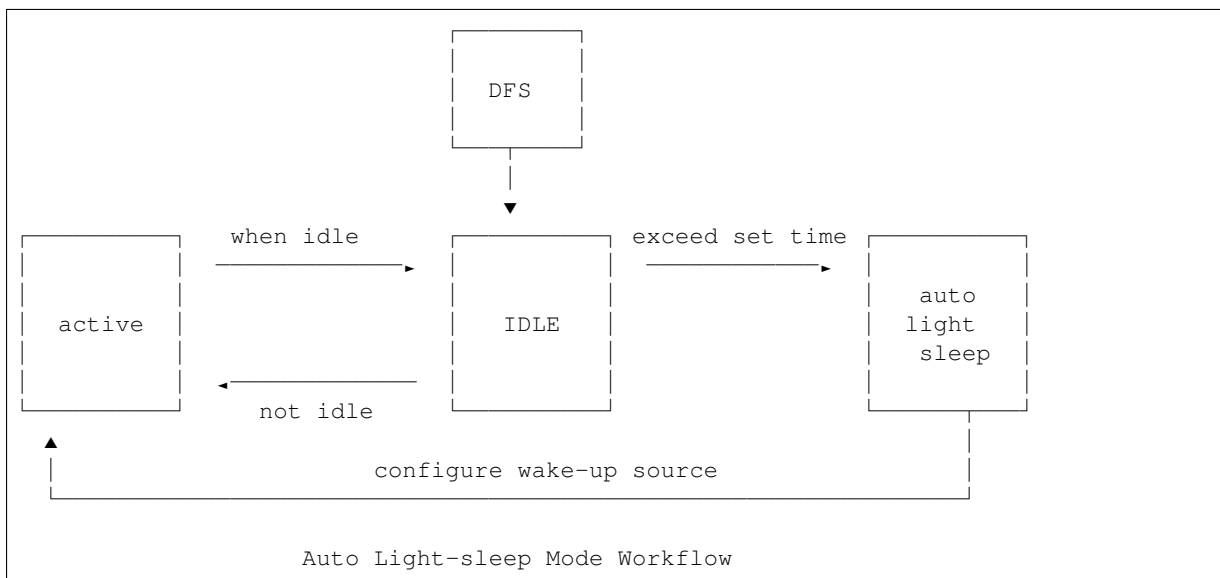 DFS
when idle
exceed set time
active
IDLE
auto
light
sleep
not idle
configure wake-up source
Auto Light-sleep Mode Workflow